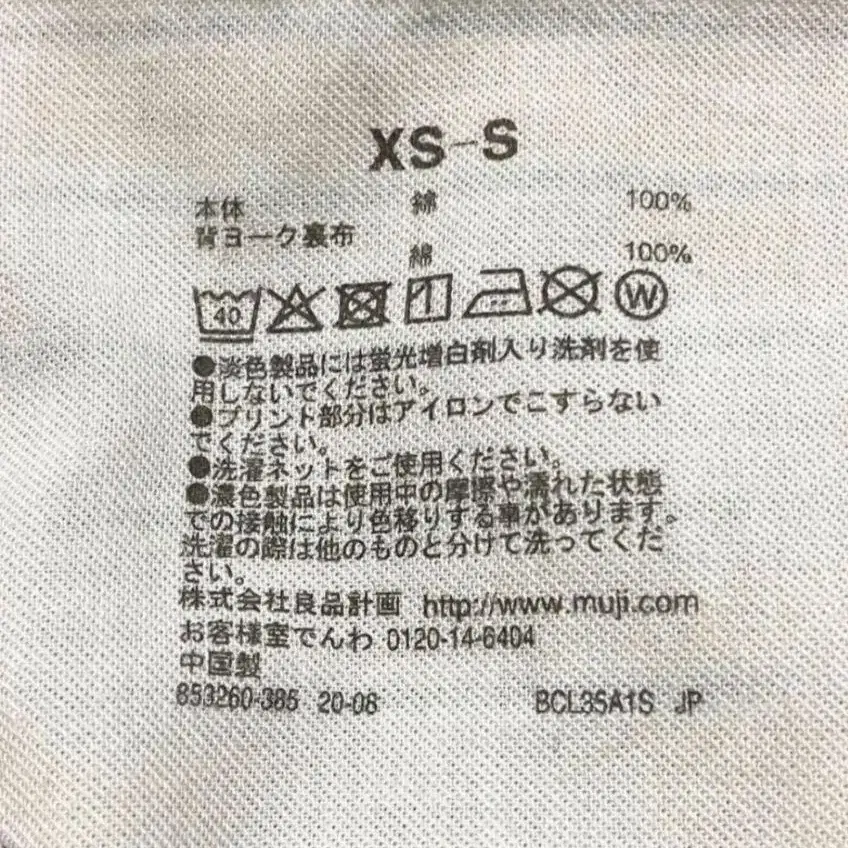 XS-S
本体 綿 100%
背ヨーク裏布
綿 100%
40 W
●淡色製品には蛍光増白剤入り洗剤を使
用しないでください。
●プリント部分はアイロンでこすらない
でください。
●洗濯ネットをご使用ください。
●濃色製品は使用中の摩擦や濡れた状態
での接触により色移りする事があります。
洗濯の際は他のものと分けて洗ってくだ
さい。
株式会社良品計画 http://www.muji.com
お客様室でんわ 0120-14-6404
中国製
853260-385 20-08 BCL35A1S JP